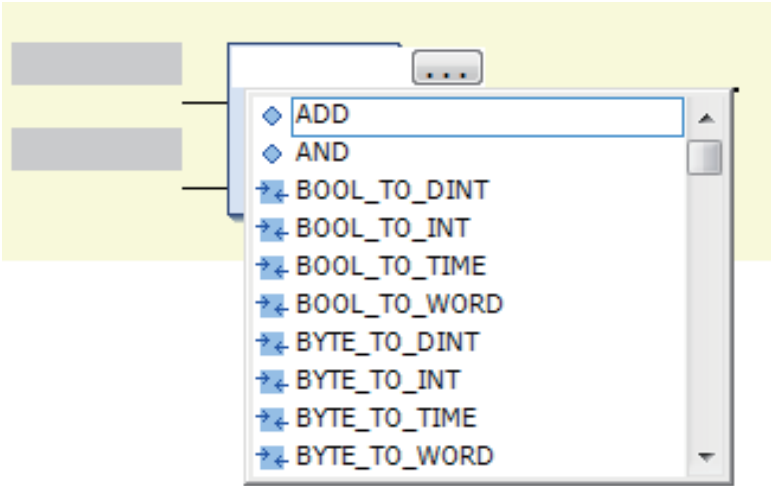 ...
ADD
AND
BOOL_TO_DINT
BOOL_TO_INT
BOOL_TO_TIME
BOOL_TO_WORD
BYTE_TO_DINT
BYTE_TO_INT
BYTE_TO_TIME
BYTE_TO_WORD